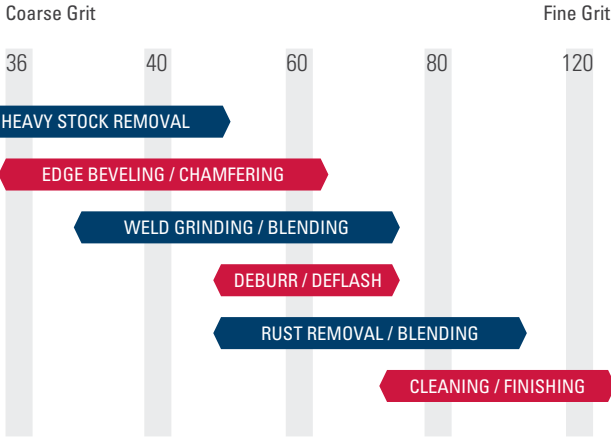 Coarse Grit Fine Grit
36 40 60 80 120
HEAVY STOCK REMOVAL
EDGE BEVELING / CHAMFERING
WELD GRINDING / BLENDING
DEBURR / DEFLASH
RUST REMOVAL / BLENDING
CLEANING / FINISHING